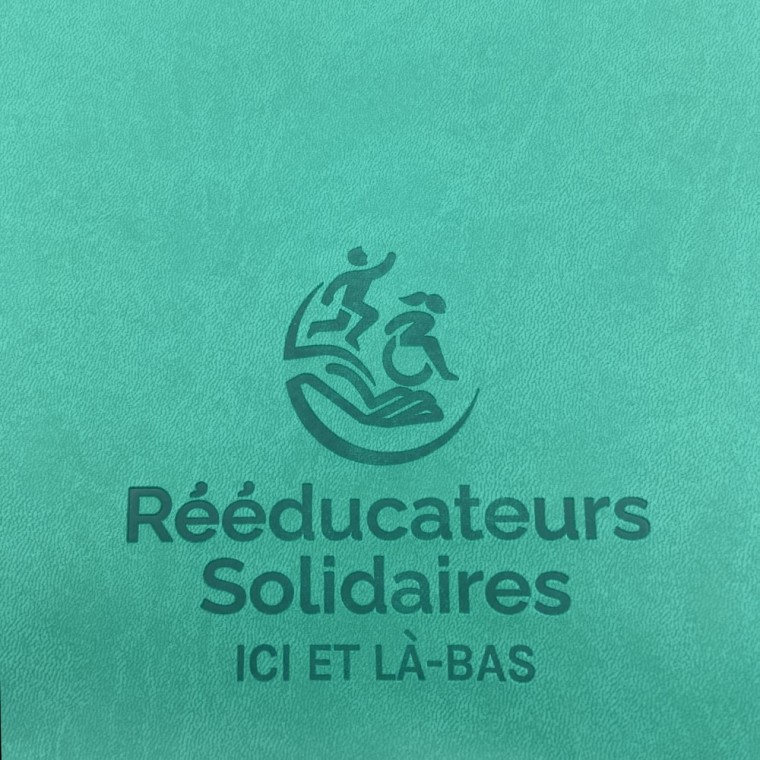 Rééducateurs
Solidaires
ICI ET LÀ-BAS